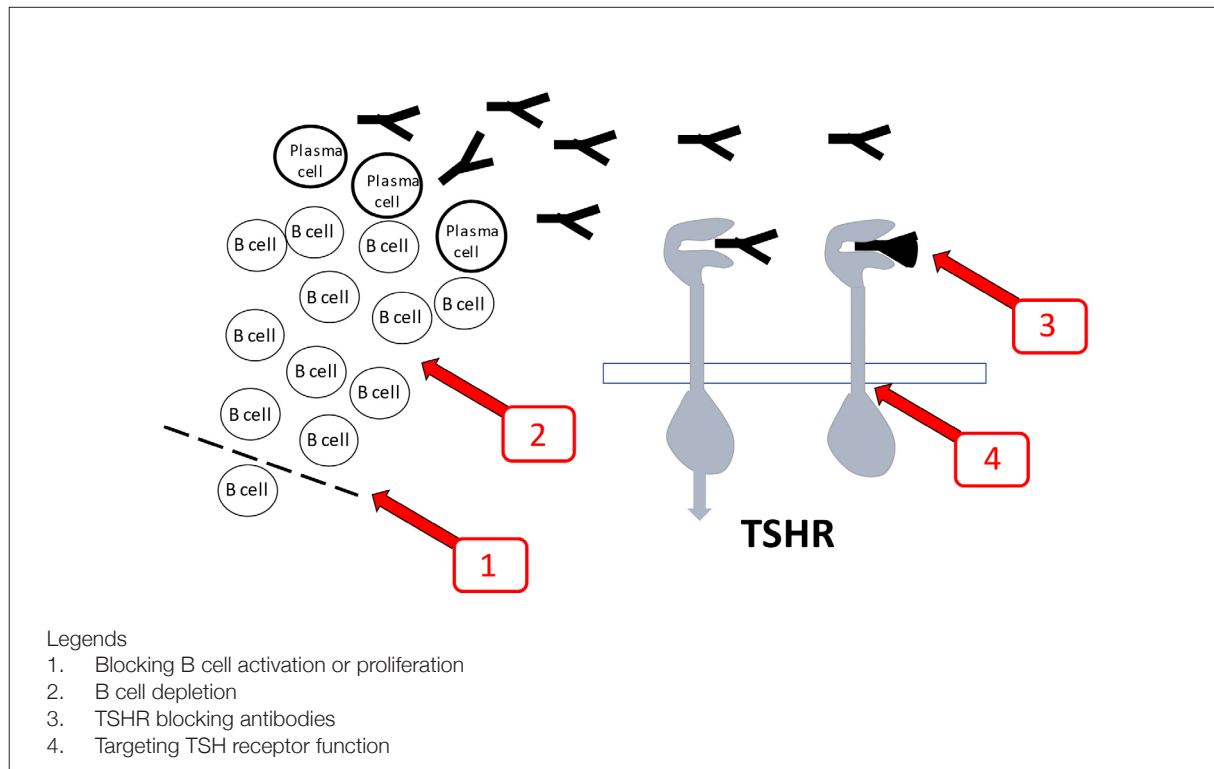 Plasma
cell
Plasma
cell
Plasma
cell
B cell
B cell
B cell
B cell
B cell
B cell
B cell
B cell
B cell
B cell
B cell
B cell
1
2
3
4
TSHR
Legends
1. Blocking B cell activation or proliferation
2. B cell depletion
3. TSHR blocking antibodies
4. Targeting TSH receptor function